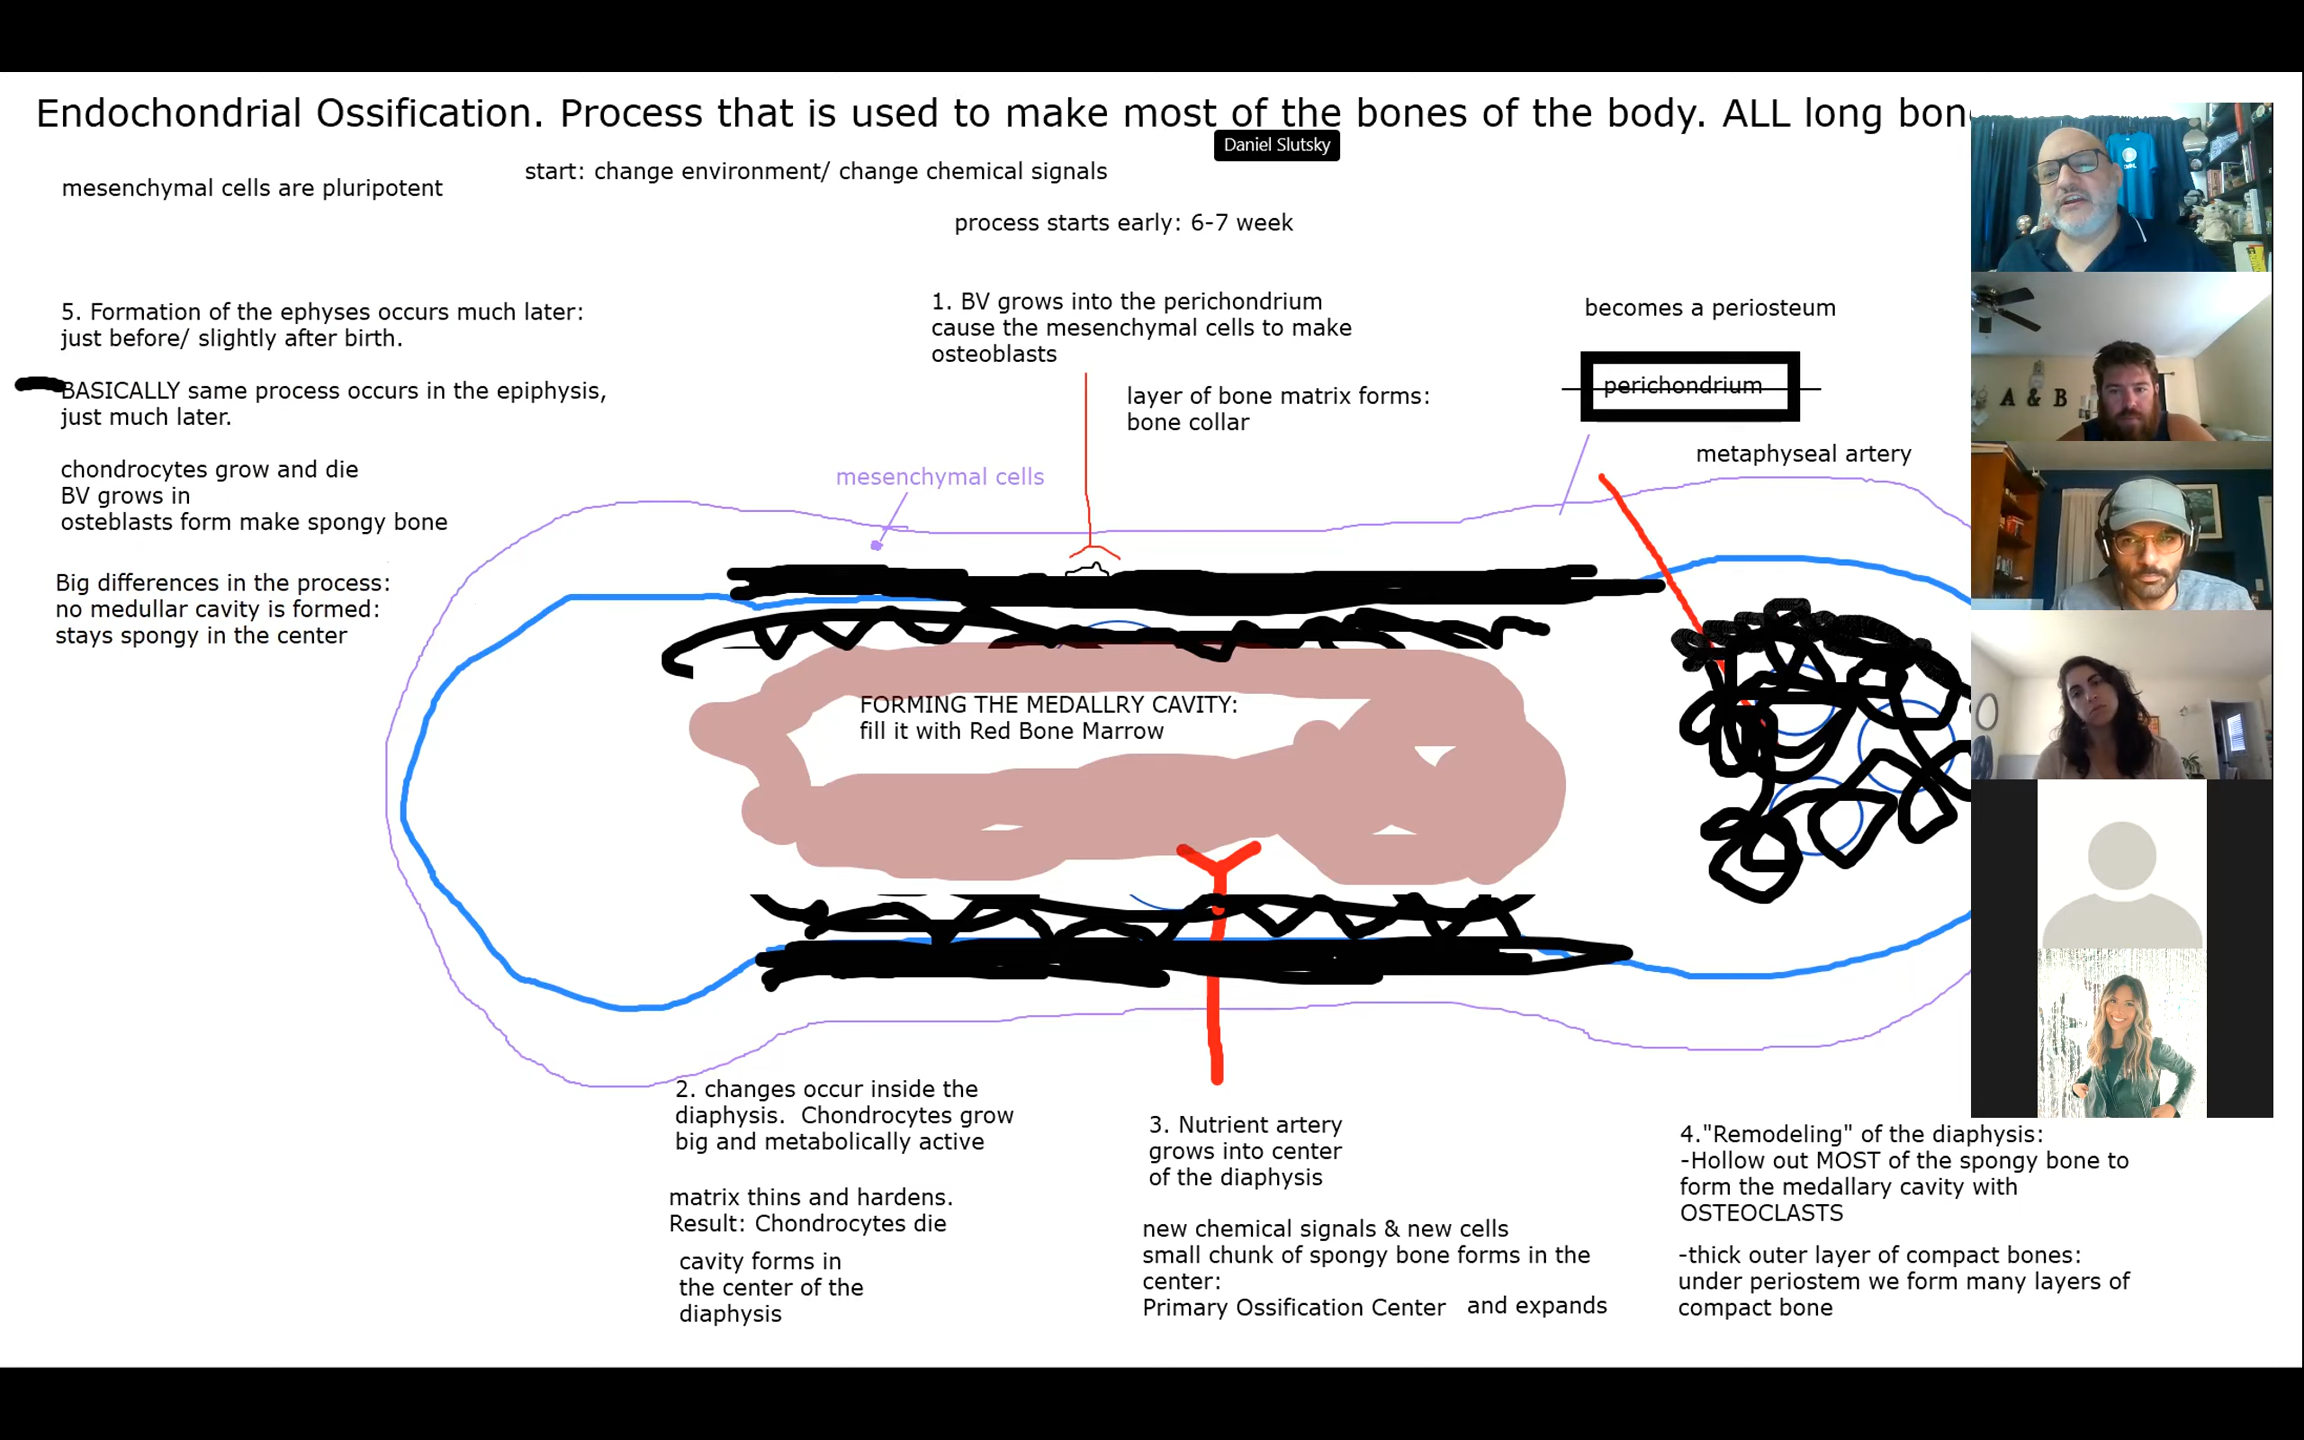 Endochondrial Ossification. Process that is used to make most of the bones of the body. ALL long bon
Daniel Slutsky
start: change environment/ change chemical signals
mesenchymal cells are pluripotent
process starts early: 6-7 week
5. Formation of the ephyses occurs much later:
just before/ slightly after birth.
BASICALLY same process occurs in the epiphysis,
just much later.
chondrocytes grow and die
BV grows in
osteblasts form make spongy bone
Big differences in the process:
no medullar cavity is formed:
stays spongy in the center
1. BV grows into the perichondrium
cause the mesenchymal cells to make
osteoblasts
layer of bone matrix forms:
bone collar
mesenchymal cells
becomes a periosteum
perichondrium
metaphyseal artery
A & B
FORMING THE MEDALLRY CAVITY:
fill it with Red Bone Marrow
2. changes occur inside the
diaphysis.  Chondrocytes grow
big and metabolically active
matrix thins and hardens.
Result: Chondrocytes die
cavity forms in
the center of the
diaphysis
3. Nutrient artery
grows into center
of the diaphysis
new chemical signals & new cells
small chunk of spongy bone forms in the
center:
Primary Ossification Center   and expands
4."Remodeling" of the diaphysis:
-Hollow out MOST of the spongy bone to
form the medallary cavity with
OSTEOCLASTS
-thick outer layer of compact bones:
under periostem we form many layers of
compact bone